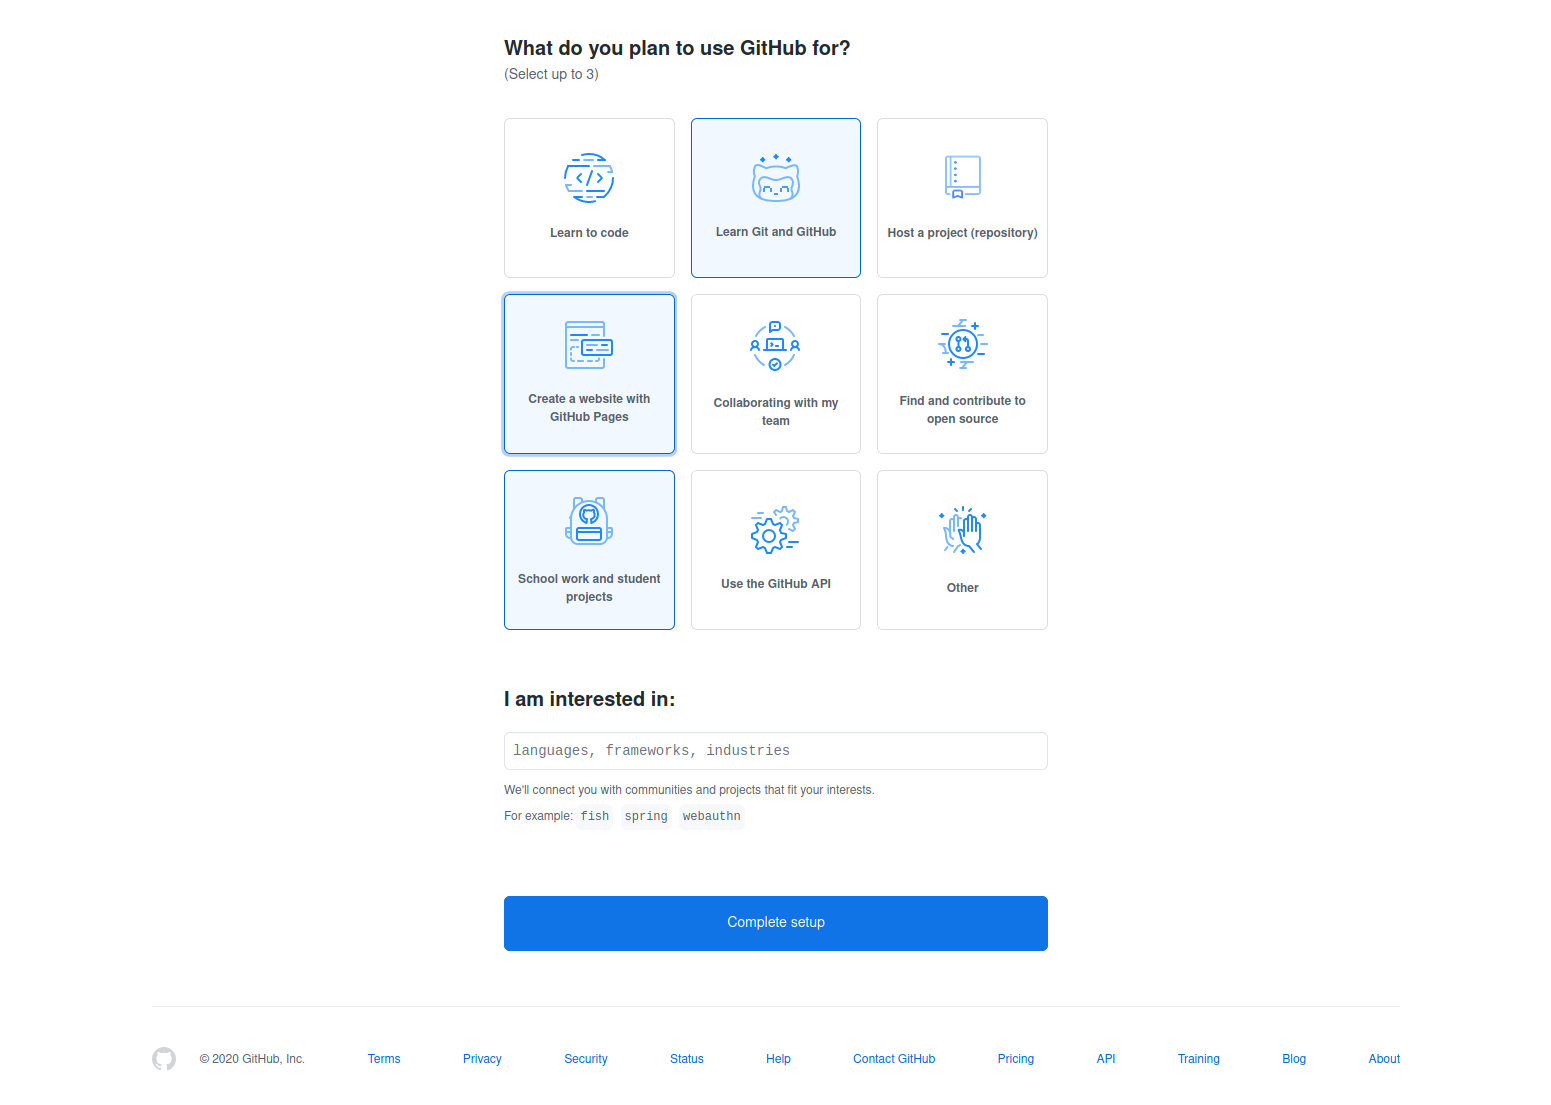 What do you plan to use GitHub for?
(Select up to 3)
Learn to code
Learn Git and GitHub
Host a project (repository)
Create a website with
GitHub Pages
Collaborating with my
team
Find and contribute to
open source
School work and student
projects
Use the GitHub API
Other
I am interested in:
languages, frameworks, industries
We'll connect you with communities and projects that fit your interests.
For example: fish spring webauthn
Complete setup
© 2020 GitHub, Inc. Terms Privacy Security Status Help Contact GitHub Pricing API Training Blog About